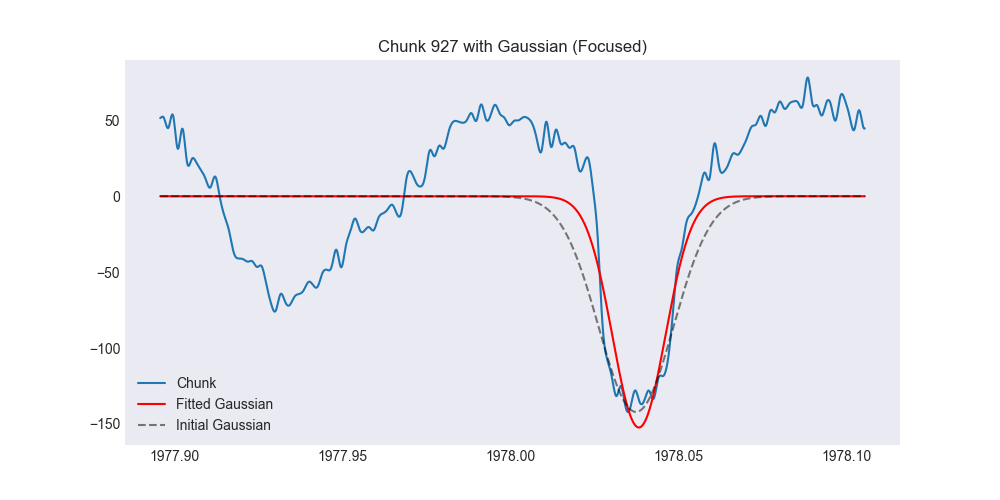 Chunk 927 with Gaussian (Focused)
50
0
−50
−100
−150
Chunk
Fitted Gaussian
Initial Gaussian
1977.90 1977.95 1978.00 1978.05 1978.10